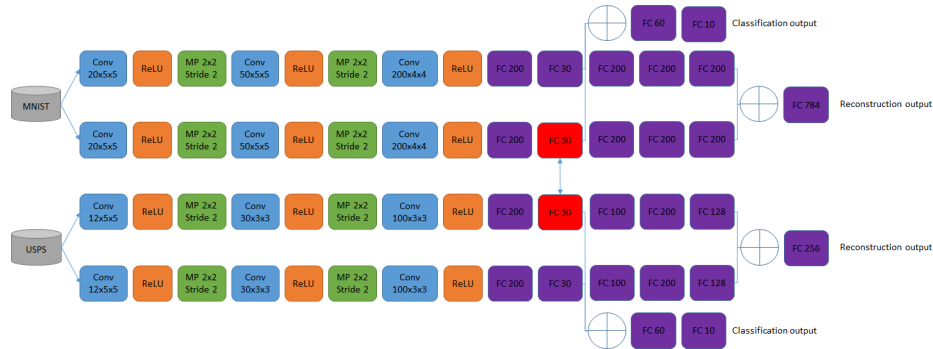 FC 60 FC 10 Classification output
Conv 20x5x5 ReLU MP 2x2 Stride 2 Conv 50x5x5 ReLU MP 2x2 Stride 2 Conv 200x4x4 ReLU FC 200 FC 30 FC 200 FC 200 FC 200
MNIST FC 784 Reconstruction output
Conv 20x5x5 ReLU MP 2x2 Stride 2 Conv 50x5x5 ReLU MP 2x2 Stride 2 Conv 200x4x4 ReLU FC 200 FC 30 FC 200 FC 200 FC 200
Conv 12x5x5 ReLU MP 2x2 Stride 2 Conv 30x3x3 ReLU MP 2x2 Stride 2 Conv 100x3x3 ReLU FC 200 FC 30 FC 100 FC 200 FC 128
USPS FC 256 Reconstruction output
Conv 12x5x5 ReLU MP 2x2 Stride 2 Conv 30x3x3 ReLU MP 2x2 Stride 2 Conv 100x3x3 ReLU FC 200 FC 30 FC 100 FC 200 FC 128
FC 60 FC 10 Classification output